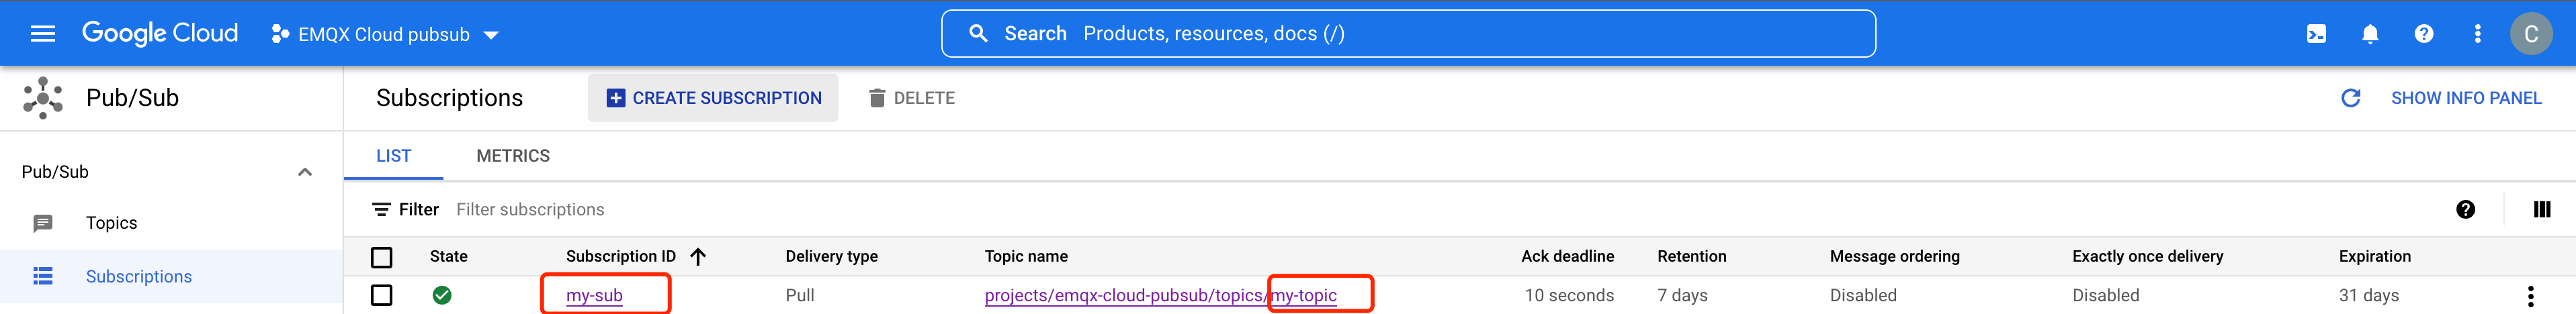 Google Cloud EMQX Cloud pubsub Search Products, resources, docs (/) C
Pub/Sub Subscriptions CREATE SUBSCRIPTION DELETE SHOW INFO PANEL
LIST METRICS
Pub/Sub
Filter Filter subscriptions
Topics
State Subscription ID Delivery type Topic name Ack deadline Retention Message ordering Exactly once delivery Expiration
Subscriptions
my-sub Pull projects/emqx-cloud-pubsub/topics/my-topic 10 seconds 7 days Disabled Disabled 31 days